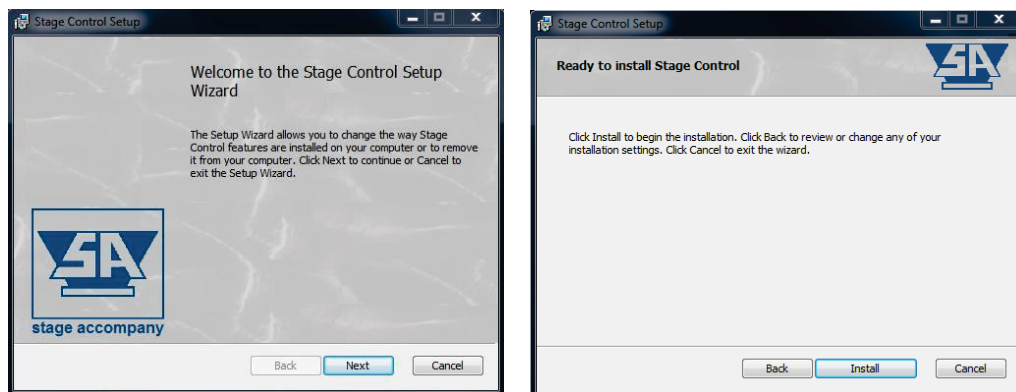 Stage Control Setup
Welcome to the Stage Control Setup
Wizard
The Setup Wizard allows you to change the way Stage
Control features are installed on your computer or to remove
it from your computer. Click Next to continue or Cancel to
exit the Setup Wizard.
SA
stage accompany
Back
Next
Cancel
Stage Control Setup
Ready to install Stage Control
SA
Click Install to begin the installation. Click Back to review or change any of your
installation settings. Click Cancel to exit the wizard.
Back
Install
Cancel